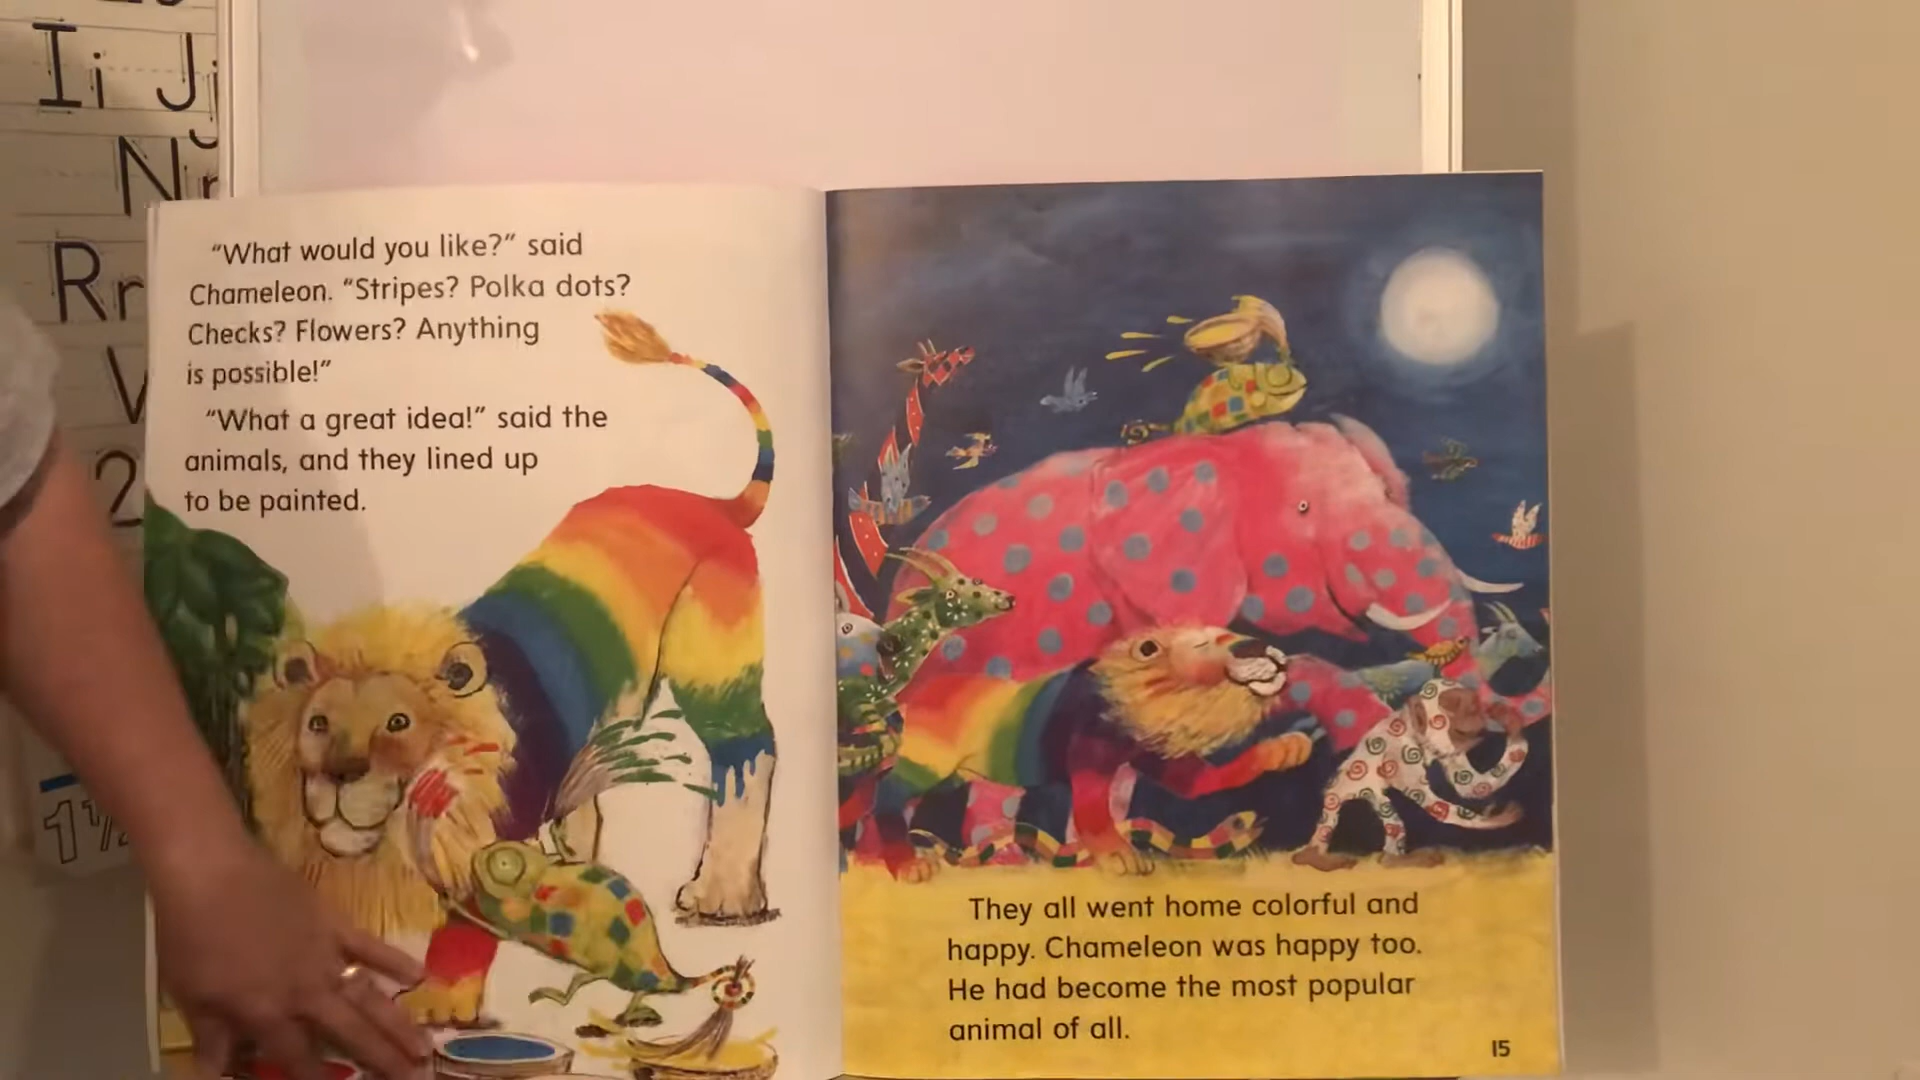 Ii Jj
N
Rr
V
2
"What would you like?" said
Chameleon. "Stripes? Polka dots?
Checks? Flowers? Anything
is possible!"
"What a great idea!" said the
animals, and they lined up
to be painted.
They all went home colorful and
happy. Chameleon was happy too.
He had become the most popular
animal of all.
15